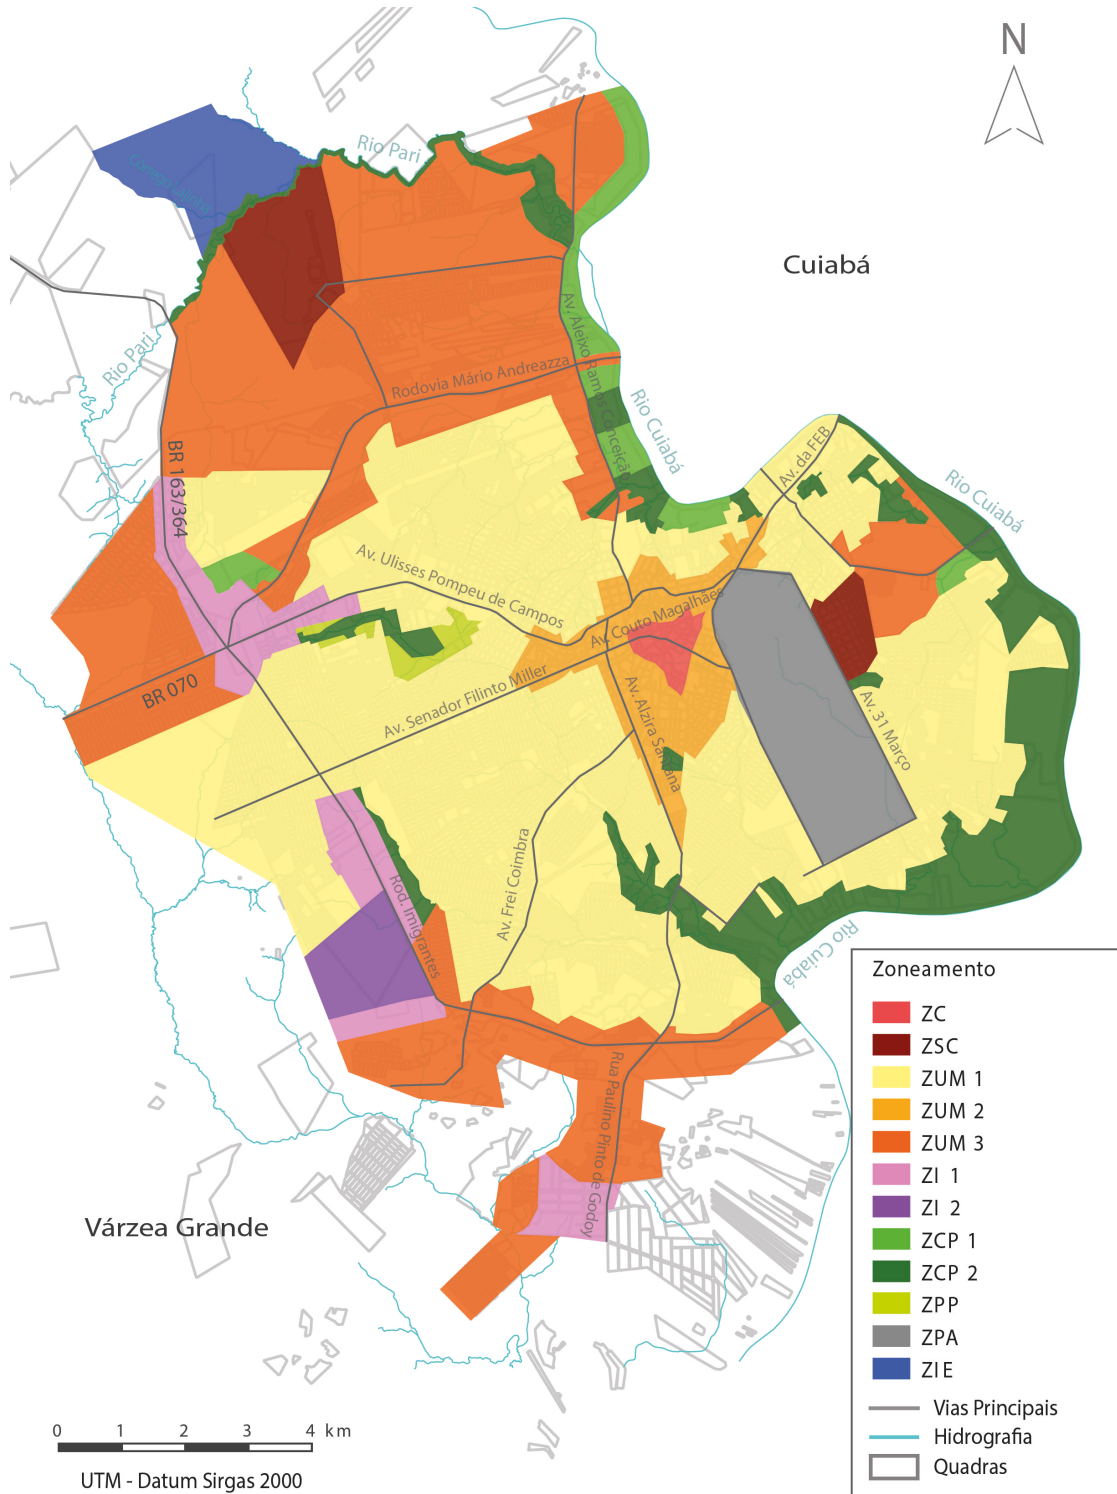 N
Rio Pari
Corrego Traíra
Cuiabá
Rio Pari
Av. Aleixo Ramos Conceição
Rodovia Mário Andreazza
Rio Cuiabá
Av. da FEB
Rio Cuiabá
BR 163/364
Av. Ulisses Pompeu de Campos
Av. Couto Magalhães
BR 070
Av. Senador Filinto Miller
Av. Alzira Santana
Av. 31 Março
Av. Frei Coimbra
Rod. Imigrantes
Rio Cuiabá
Rua Paulino Pinto de Godoy
Várzea Grande
Zoneamento
ZC
ZSC
ZUM 1
ZUM 2
ZUM 3
ZI 1
ZI 2
ZCP 1
ZCP 2
ZPP
ZPA
ZIE
Vias Principais
Hidrografia
Quadras
0 1 2 3 4 km
UTM - Datum Sirgas 2000